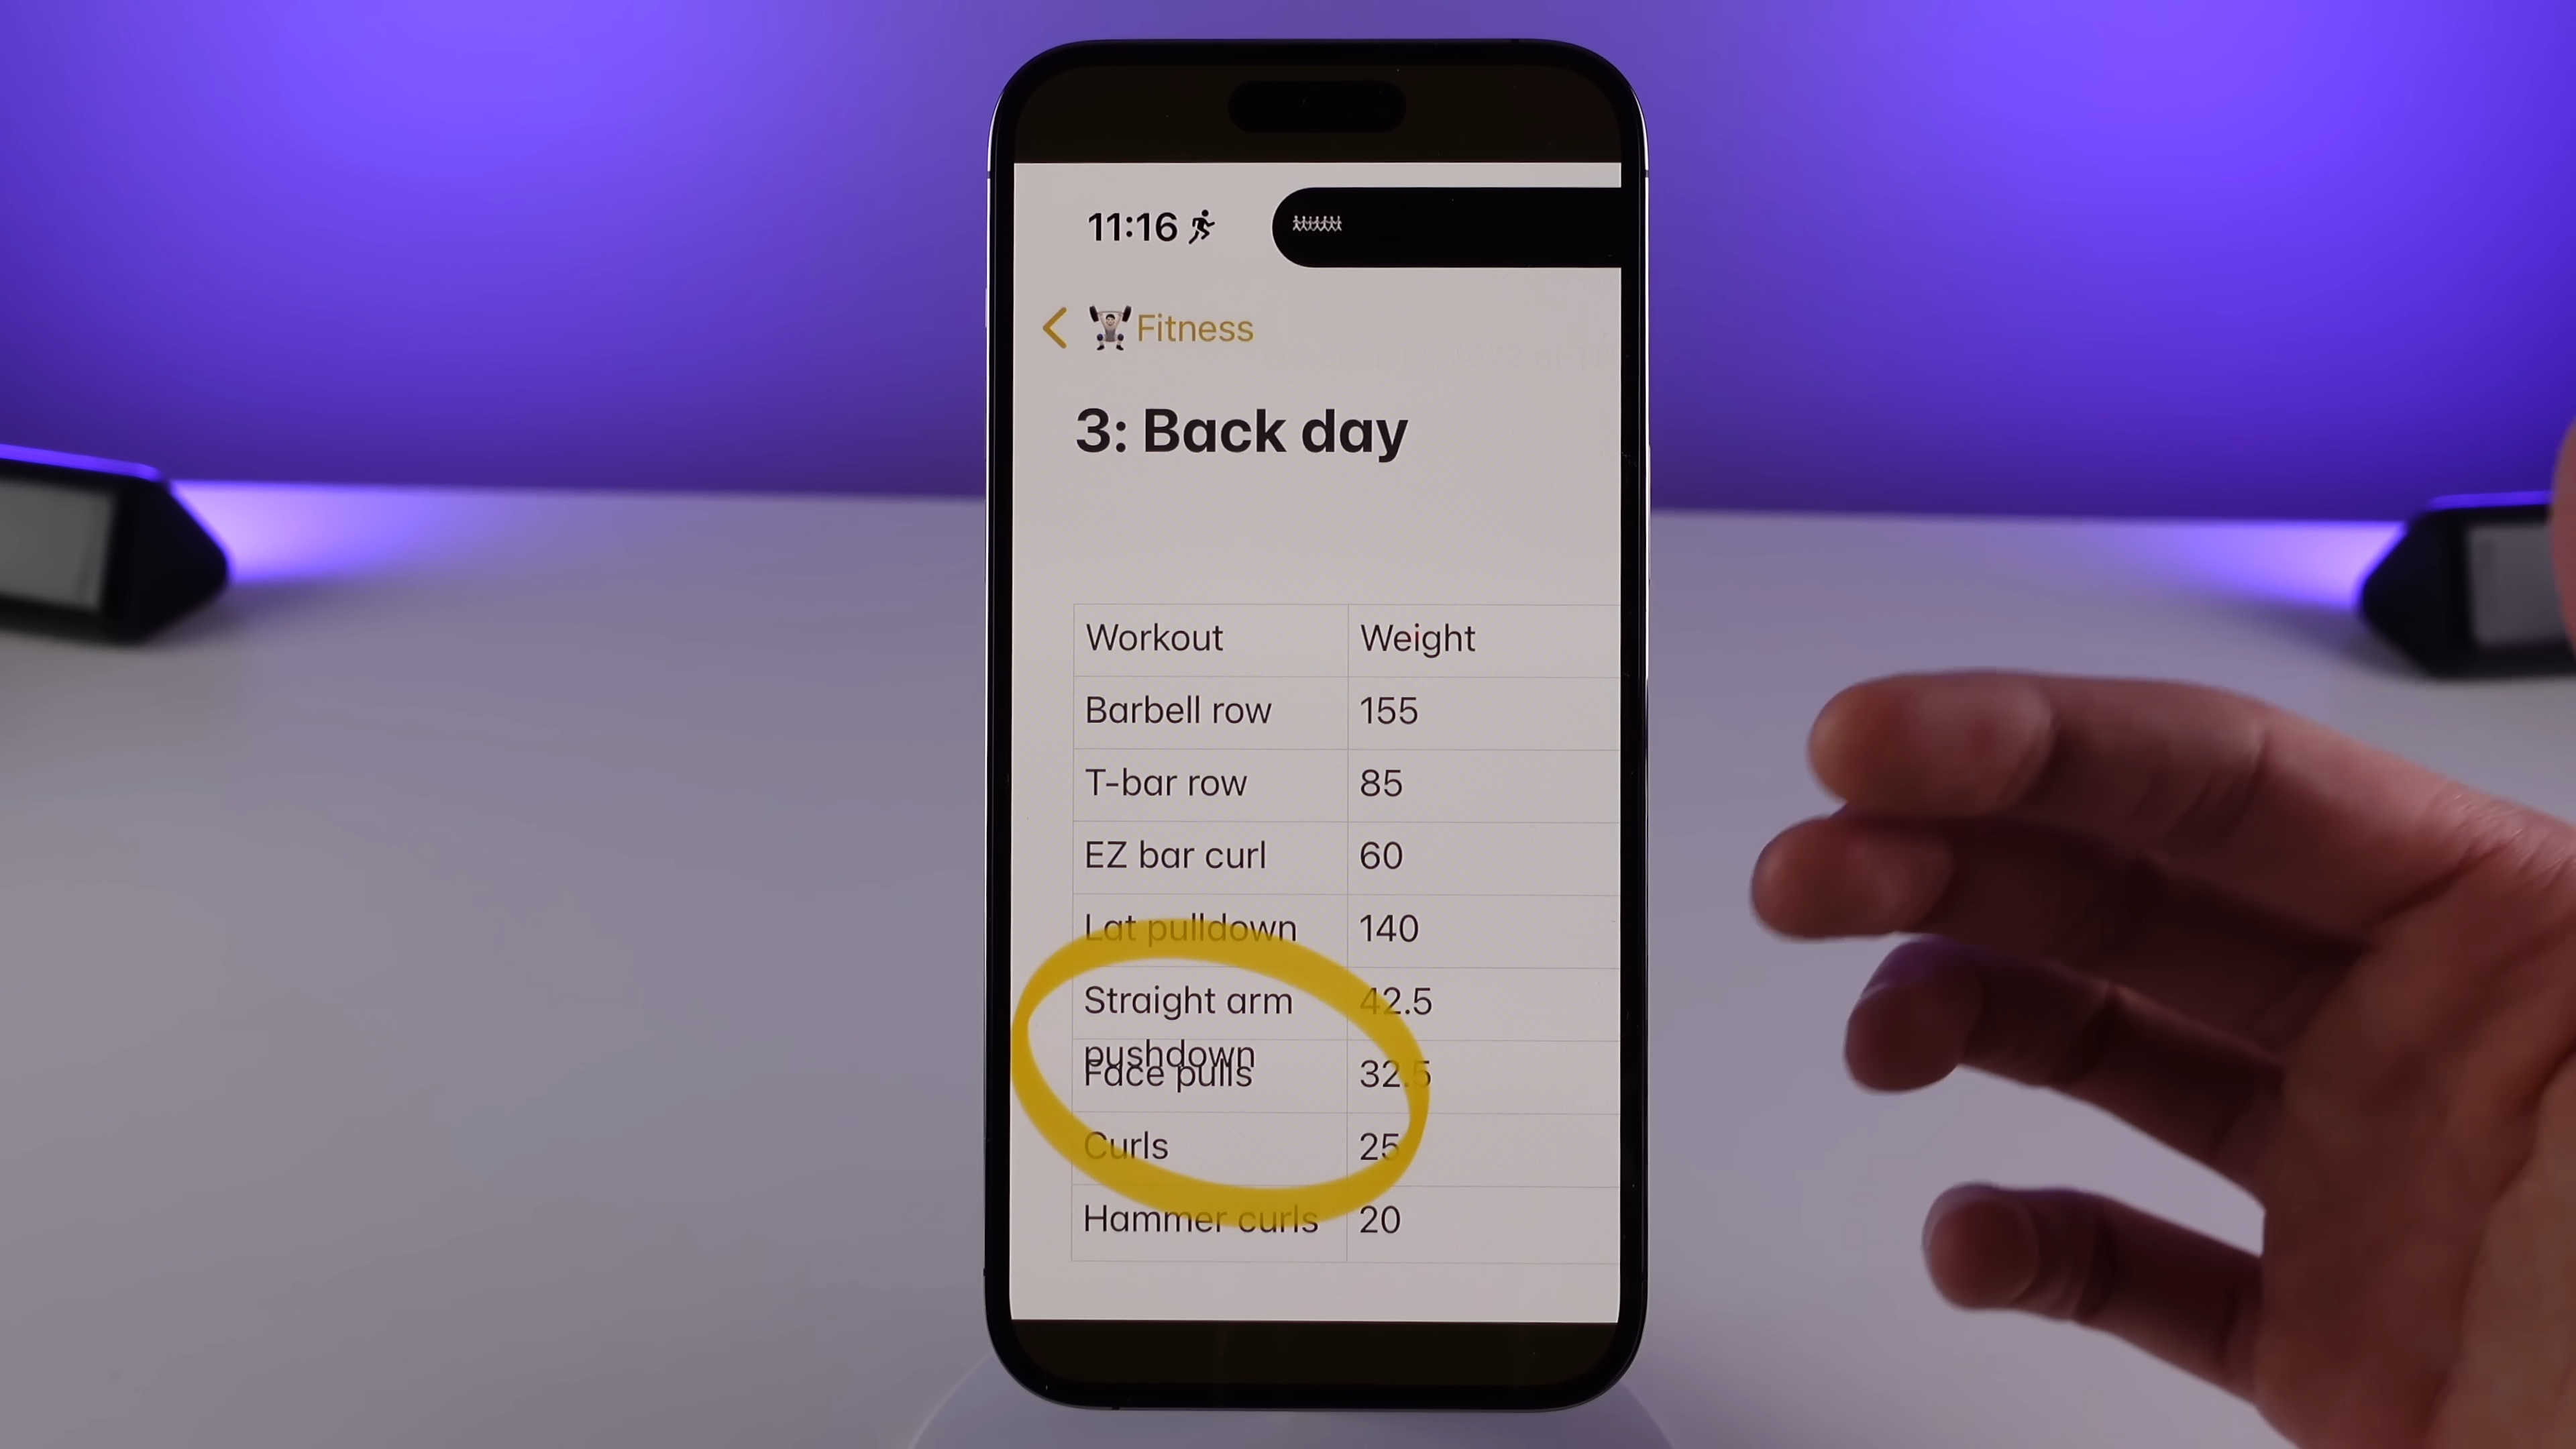 11:16
Fitness
3: Back day
Workout Weight
Barbell row 155
T-bar row 85
EZ bar curl 60
Lat pulldown 140
Straight arm 42.5
pushdown
Face pulls 32.5
Curls 25
Hammer curls 20